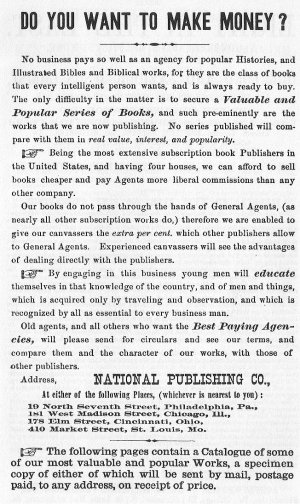 DO YOU WANT TO MAKE MONEY?
No business pays so well as an agency for popular Histories, and
Illustrated Bibles and Biblical works, for they are the class of books
that every intelligent person wants, and is always ready to buy.
The only difficulty in the matter is to secure a Valuable and
Popular Series of Books, and such pre-eminently are the
works that we are now publishing. No series published will com-
pare with them in real value, interest, and popularity.
☞ Being the most extensive subscription book Publishers in
the United States, and having four houses, we can afford to sell
books cheaper and pay Agents more liberal commissions than any
other company.
Our books do not pass through the hands of General Agents, (as
nearly all other subscription works do,) therefore we are enabled to
give our canvassers the extra per cent. which other publishers allow
to General Agents. Experienced canvassers will see the advantages
of dealing directly with the publishers.
☞ By engaging in this business young men will educate
themselves in that knowledge of the country, and of men and things,
which is acquired only by traveling and observation, and which is
recognized by all as essential to every business man.
Old agents, and all others who want the Best Paying Agen-
cies, will please send for circulars and see our terms, and
compare them and the character of our works, with those of
other publishers.
Address, NATIONAL PUBLISHING CO.,
At either of the following Places, (whichever is nearest to you):
19 North Seventh Street, Philadelphia, Pa.,
181 West Madison Street, Chicago, Ill.,
178 Elm Street, Cincinnati, Ohio,
410 Market Street, St. Louis, Mo.
☞ The following pages contain a Catalogue of some
of our most valuable and popular Works, a specimen
copy of either of which will be sent by mail, postage
paid, to any address, on receipt of price.